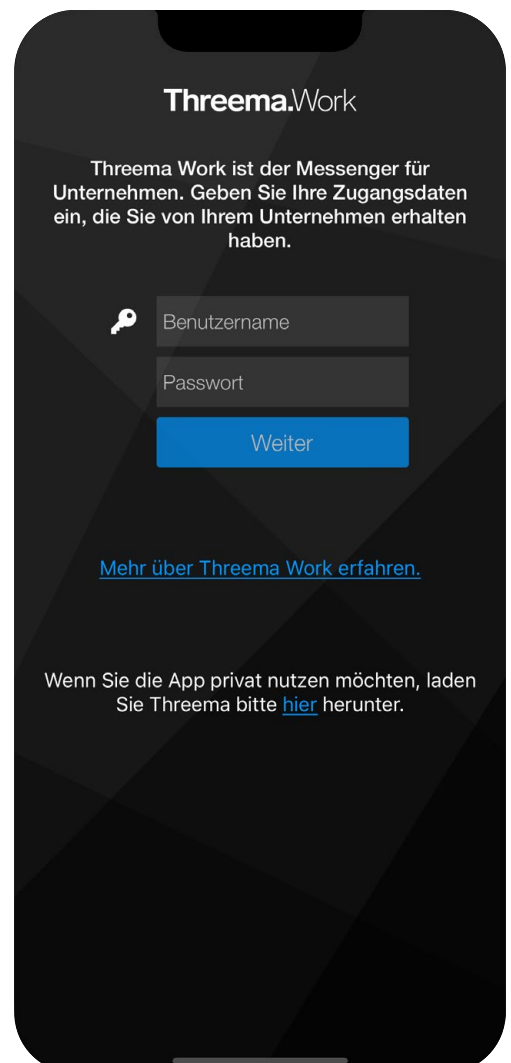 Threema.Work
Threema Work ist der Messenger für
Unternehmen. Geben Sie Ihre Zugangsdaten
ein, die Sie von Ihrem Unternehmen erhalten
haben.
Benutzername
Passwort
Weiter
Mehr über Threema Work erfahren.
Wenn Sie die App privat nutzen möchten, laden
Sie Threema bitte hier herunter.